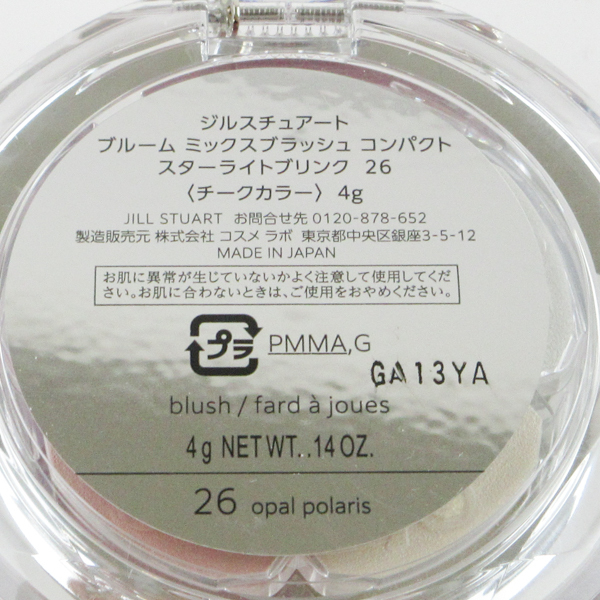 ジルスチュアート
ブルーム ミックスブラッシュ コンパクト
スターライトブリンク 26
〈チークカラー〉 4g
JILL STUART お問合せ先 0120-878-652
製造販売元 株式会社 コスメ ラボ 東京都中央区銀座3-5-12
MADE IN JAPAN
お肌に異常が生じていないかよく注意して使用してくだ
さい。お肌に合わないときは、ご使用をおやめください。
プラ PMMA,G
GA13YA
blush / fard à joues
4g NET WT. .14 OZ.
26 opal polaris